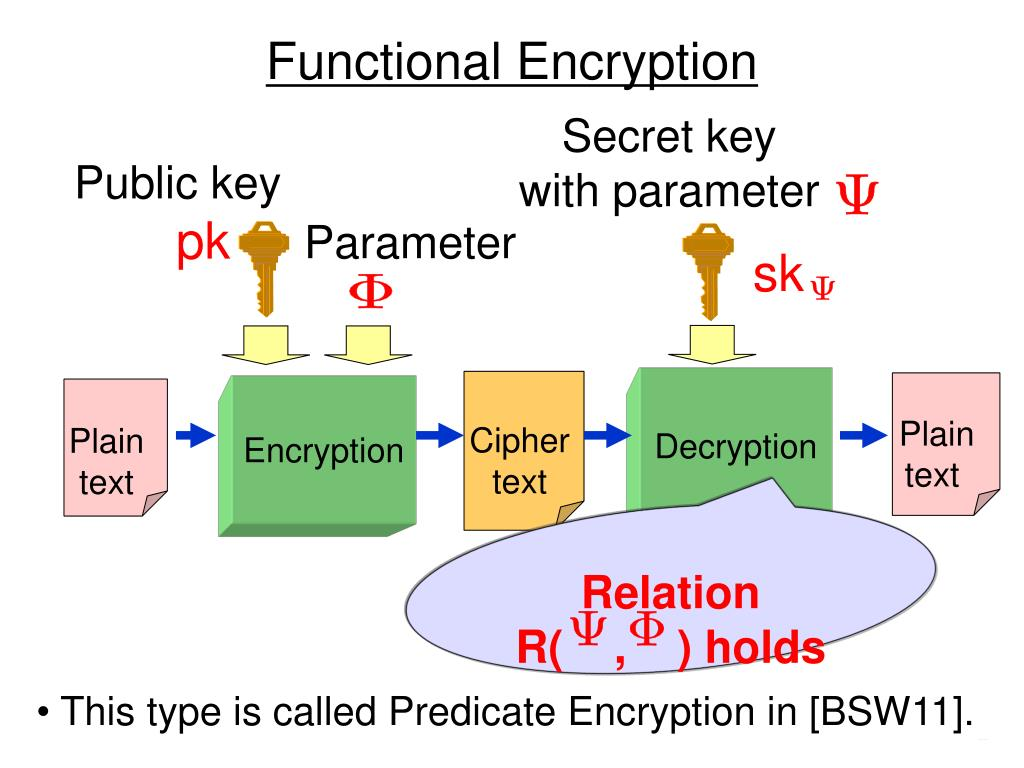 Functional Encryption
Secret key
with parameter Ψ
Public key
pk
Parameter
Φ
sk Ψ
Plain
text
Encryption
Cipher
text
Decryption
Plain
text
Relation
R( Ψ , Φ ) holds
• This type is called Predicate Encryption in [BSW11].